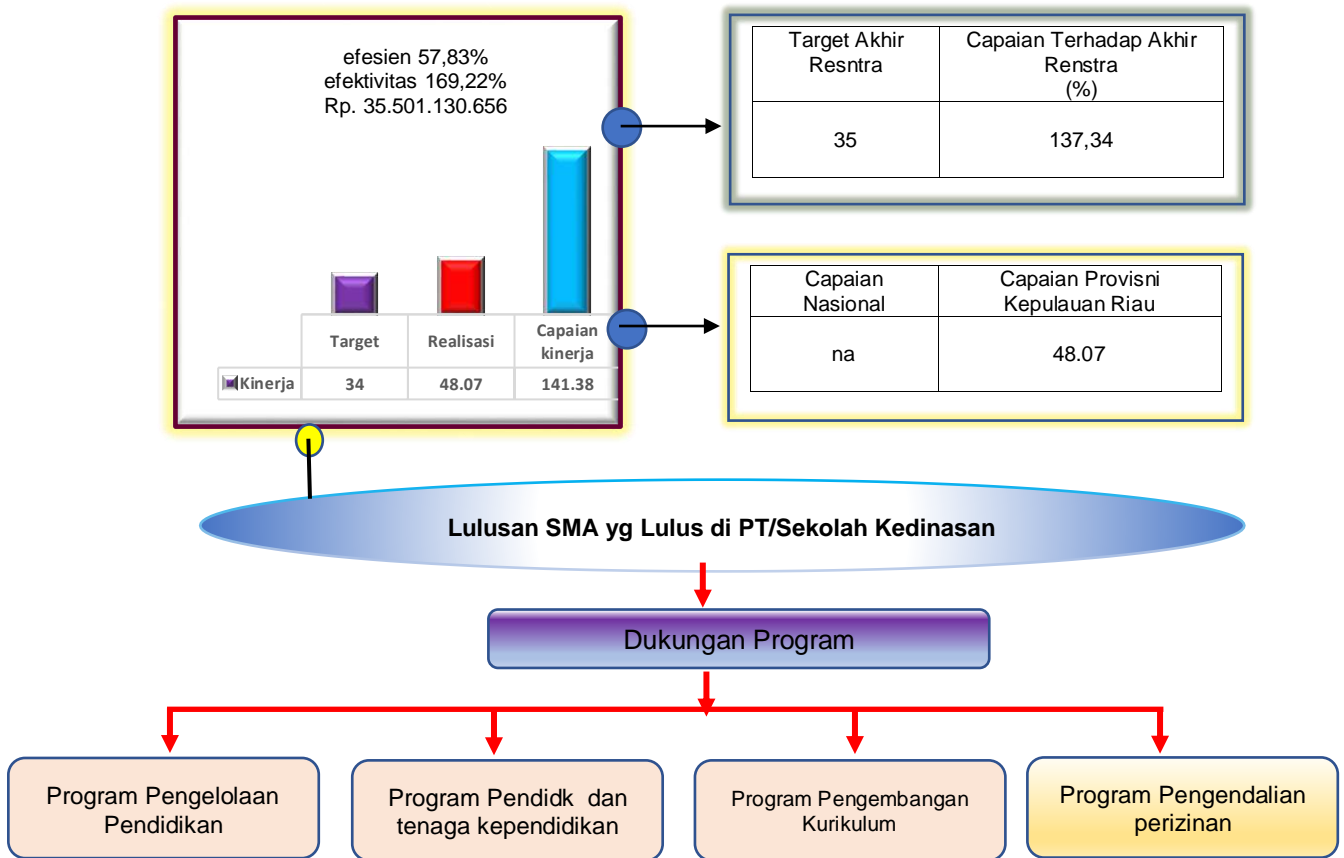 efesien 57,83%
efektivitas 169,22%
Rp. 35.501.130.656
Target Realisasi Capaian kinerja
Kinerja 34 48.07 141.38
Target Akhir Resntra
Capaian Terhadap Akhir Renstra (%)
35 137,34
Capaian Nasional
Capaian Provisni Kepulauan Riau
na 48.07
Lulusan SMA yg Lulus di PT/Sekolah Kedinasan
Dukungan Program
Program Pengelolaan
Pendidikan
Program Pendidk dan
tenaga kependidikan
Program Pengembangan
Kurikulum
Program Pengendalian
perizinan